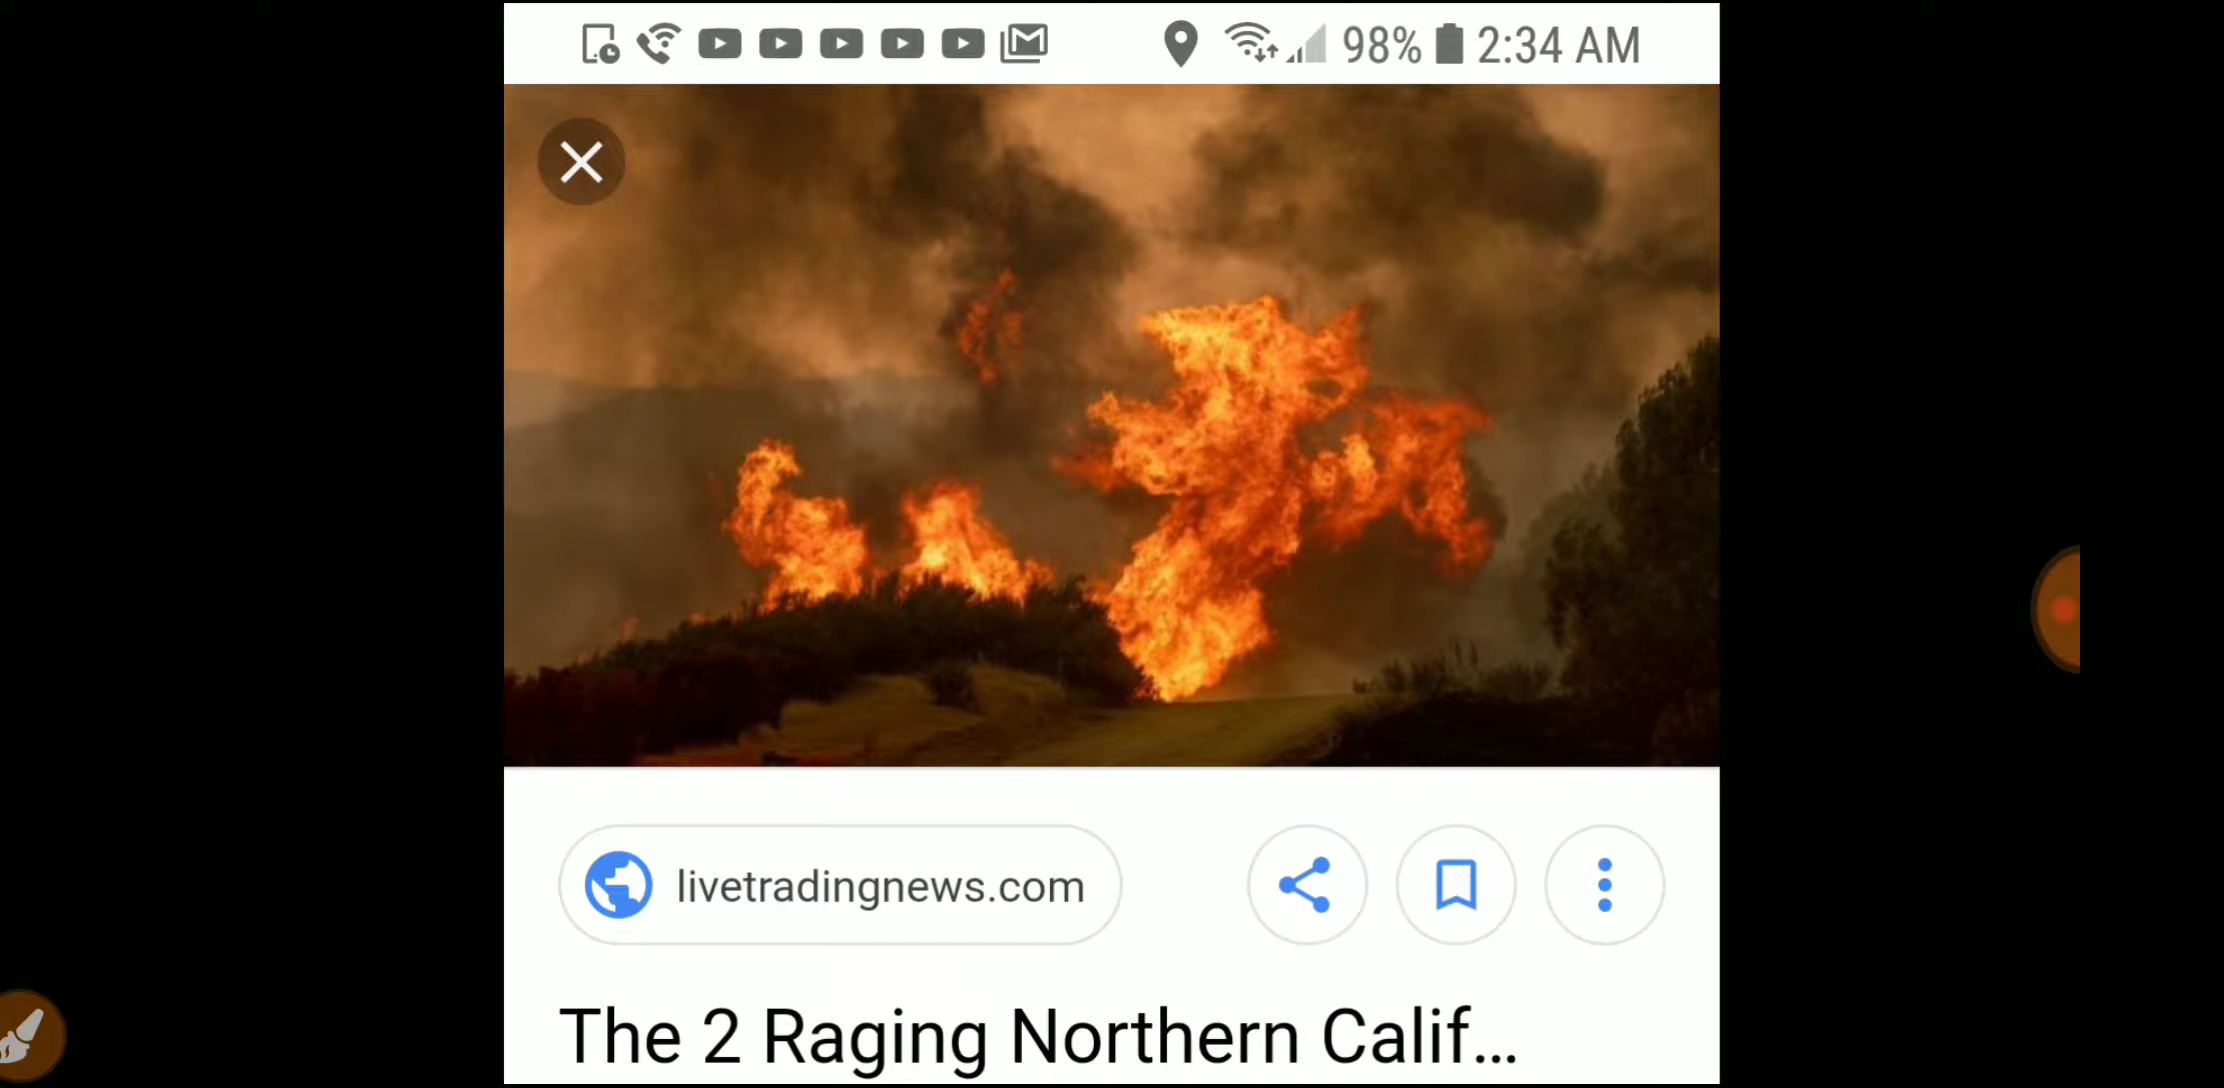 98% 2:34 AM
livetradingnews.com
The 2 Raging Northern Calif...